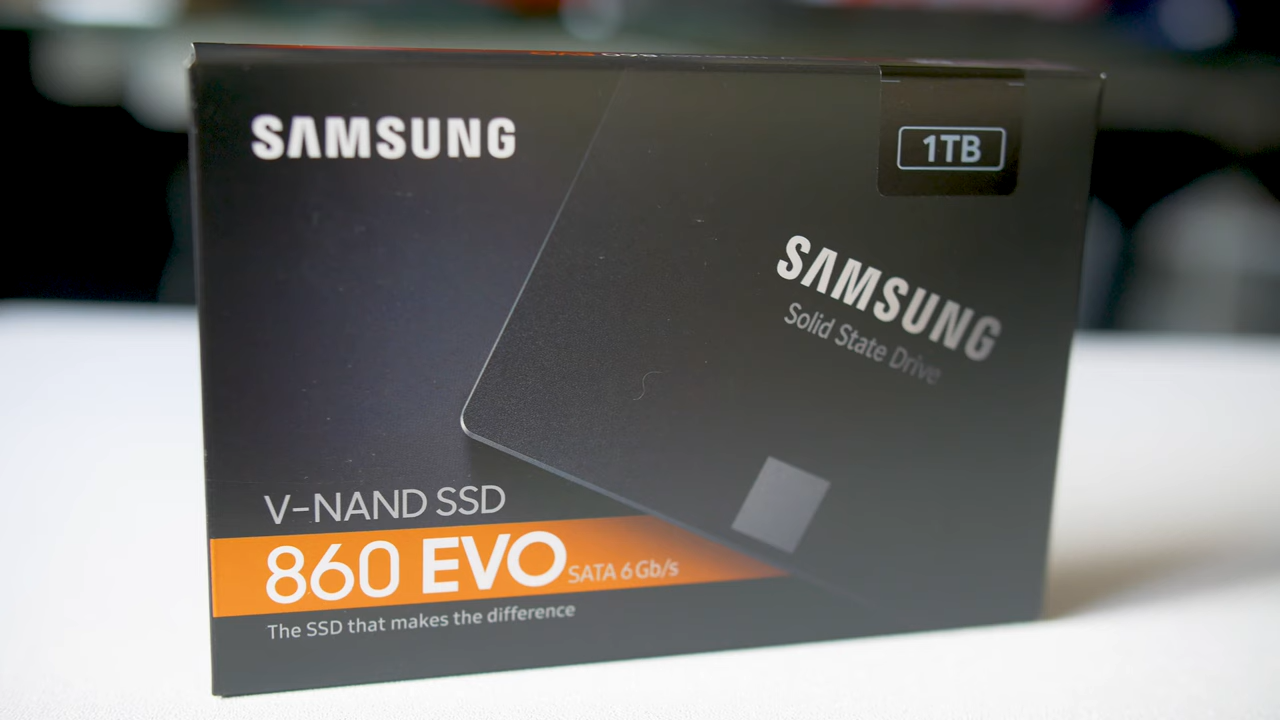 SAMSUNG
1TB
SAMSUNG
Solid State Drive
V-NAND SSD
860 EVO SATA 6 Gb/s
The SSD that makes the difference